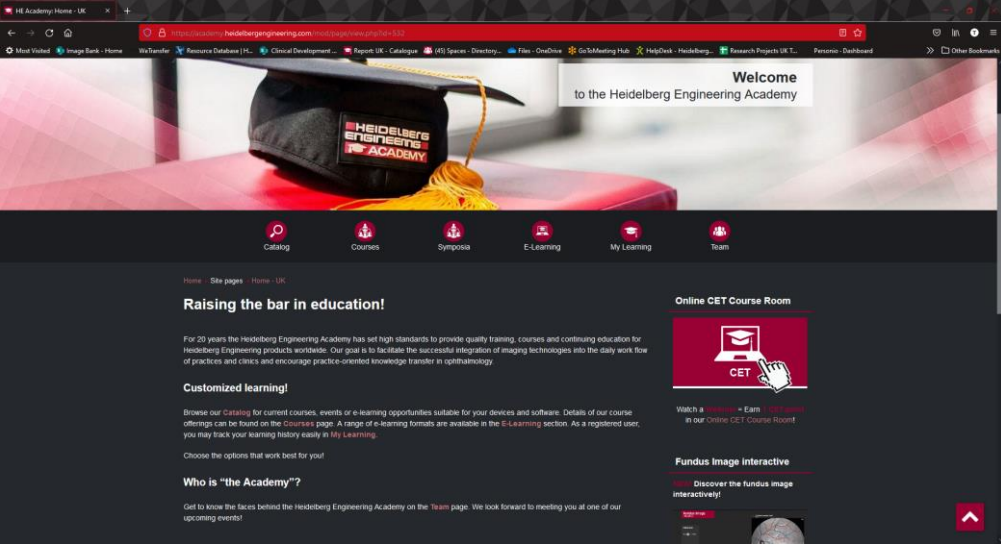 HE Academy: Home - UK
https://academy.heidelbergengineering.com/mod/page/view.php?id=532
Most Visited Image Bank - Home WeTransfer Resource Database | H... Clinical Development ... Report: UK - Catalogue (45) Spaces - Directory... Files - OneDrive GoToMeeting Hub HelpDesk - Heidelberg... Research Projects UK T... Personio - Dashboard Other Bookmarks
Welcome
to the Heidelberg Engineering Academy
HEIDELBERG
ENGINEERING
ACADEMY
Catalog Courses Symposia E-Learning My Learning Team
Home Site pages Home - UK
Raising the bar in education!
For 20 years the Heidelberg Engineering Academy has set high standards to provide quality training, courses and continuing education for
Heidelberg Engineering products worldwide. Our goal is to facilitate the successful integration of imaging technologies into the daily work flow
of practices and clinics and encourage practice-oriented knowledge transfer in ophthalmology.
Customized learning!
Browse our Catalog for current courses, events or e-learning opportunities suitable for your devices and software. Details of our course
offerings can be found on the Courses page. A range of e-learning formats are available in the E-Learning section. As a registered user,
you may track your learning history easily in My Learning.
Choose the options that work best for you!
Who is "the Academy"?
Get to know the faces behind the Heidelberg Engineering Academy on the Team page. We look forward to meeting you at one of our
upcoming events!
Online CET Course Room
CET
Watch a = Earn
in our Online CET Course Room!
Fundus Image interactive
Discover the fundus image
interactively!